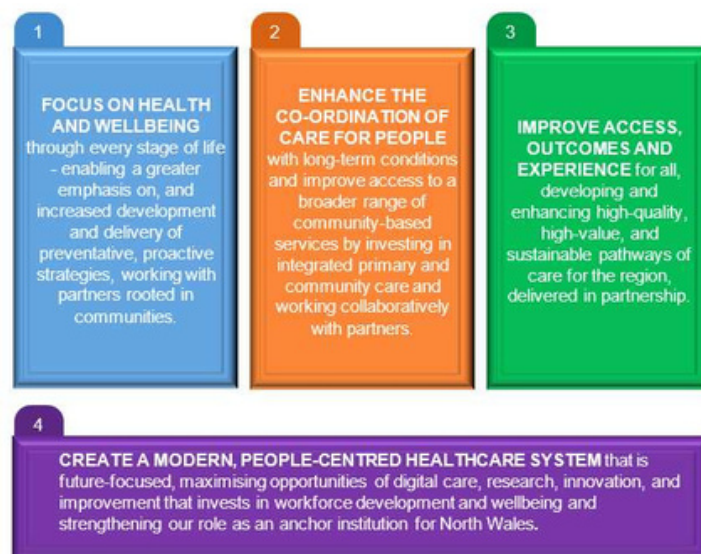 1
FOCUS ON HEALTH
AND WELLBEING
through every stage of life
- enabling a greater
emphasis on, and
increased development
and delivery of
preventative, proactive
strategies, working with
partners rooted in
communities.
2
ENHANCE THE
CO-ORDINATION OF
CARE FOR PEOPLE
with long-term conditions
and improve access to a
broader range of
community-based
services by investing in
integrated primary and
community care and
working collaboratively
with partners.
3
IMPROVE ACCESS,
OUTCOMES AND
EXPERIENCE for all,
developing and
enhancing high-quality,
high-value, and
sustainable pathways of
care for the region,
delivered in partnership.
4
CREATE A MODERN, PEOPLE-CENTRED HEALTHCARE SYSTEM that is
future-focused, maximising opportunities of digital care, research, innovation, and
improvement that invests in workforce development and wellbeing and
strengthening our role as an anchor institution for North Wales.